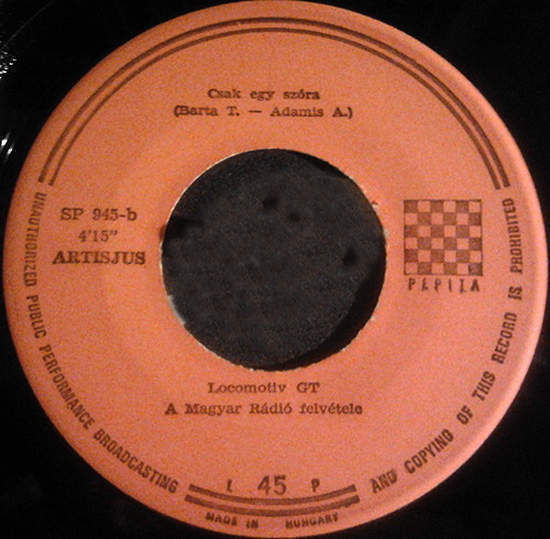 Csak egy szóra
(Barta T. — Adamis A.)
SP 945-b
4'15"
ARTISJUS
PEPITA
Locomotiv GT
A Magyar Rádió felvétele
L 45 P
UNAUTHORIZED PUBLIC PERFORMANCE BROADCASTING
AND COPYING OF THIS RECORD IS PROHIBITED
MADE IN HUNGARY